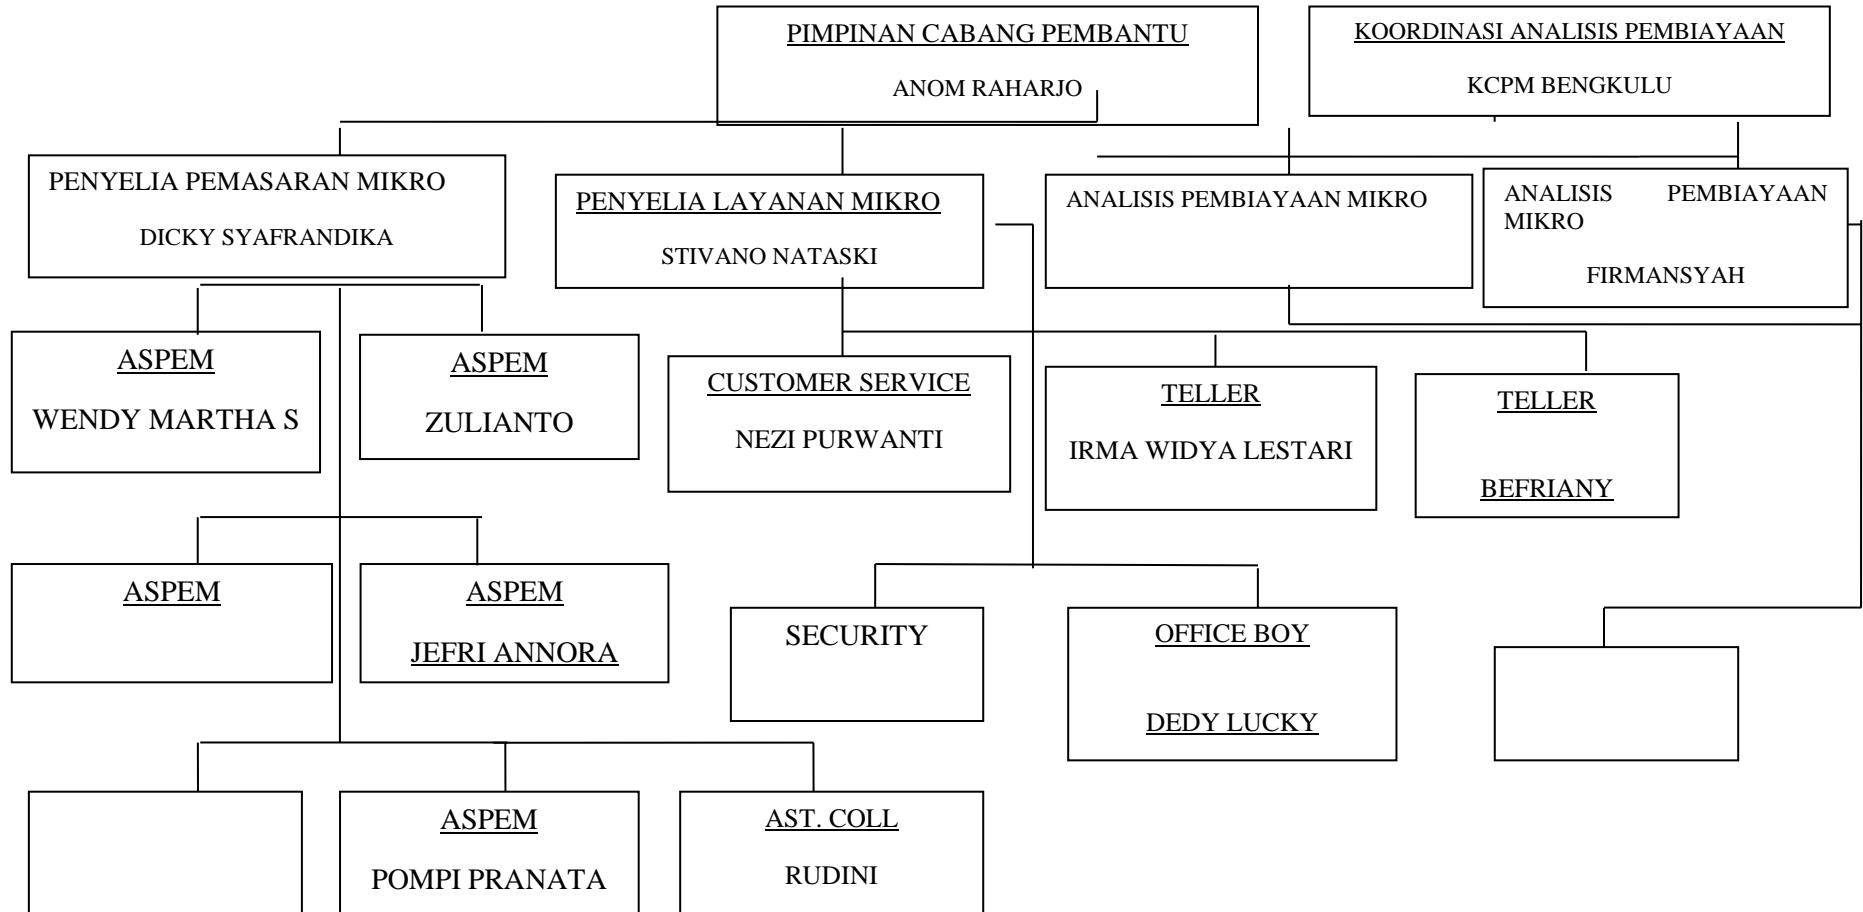 PIMPINAN CABANG PEMBANTU
ANOM RAHARJO
KOORDINASI ANALISIS PEMBIAYAAN
KCPM BENGKULU
PENYELIA PEMASARAN MIKRO
DICKY SYAFRANDIKA
PENYELIA LAYANAN MIKRO
STIVANO NATASKI
ANALISIS PEMBIAYAAN MIKRO
ANALISIS PEMBIAYAAN
MIKRO
FIRMANSYAH
ASPEM
WENDY MARTHA S
ASPEM
ZULIANTO
CUSTOMER SERVICE
NEZI PURWANTI
TELLER
IRMA WIDYA LESTARI
TELLER
BEFRIANY
ASPEM
ASPEM
JEFRI ANNORA
SECURITY
OFFICE BOY
DEDY LUCKY
ASPEM
POMPI PRANATA
AST. COLL
RUDINI